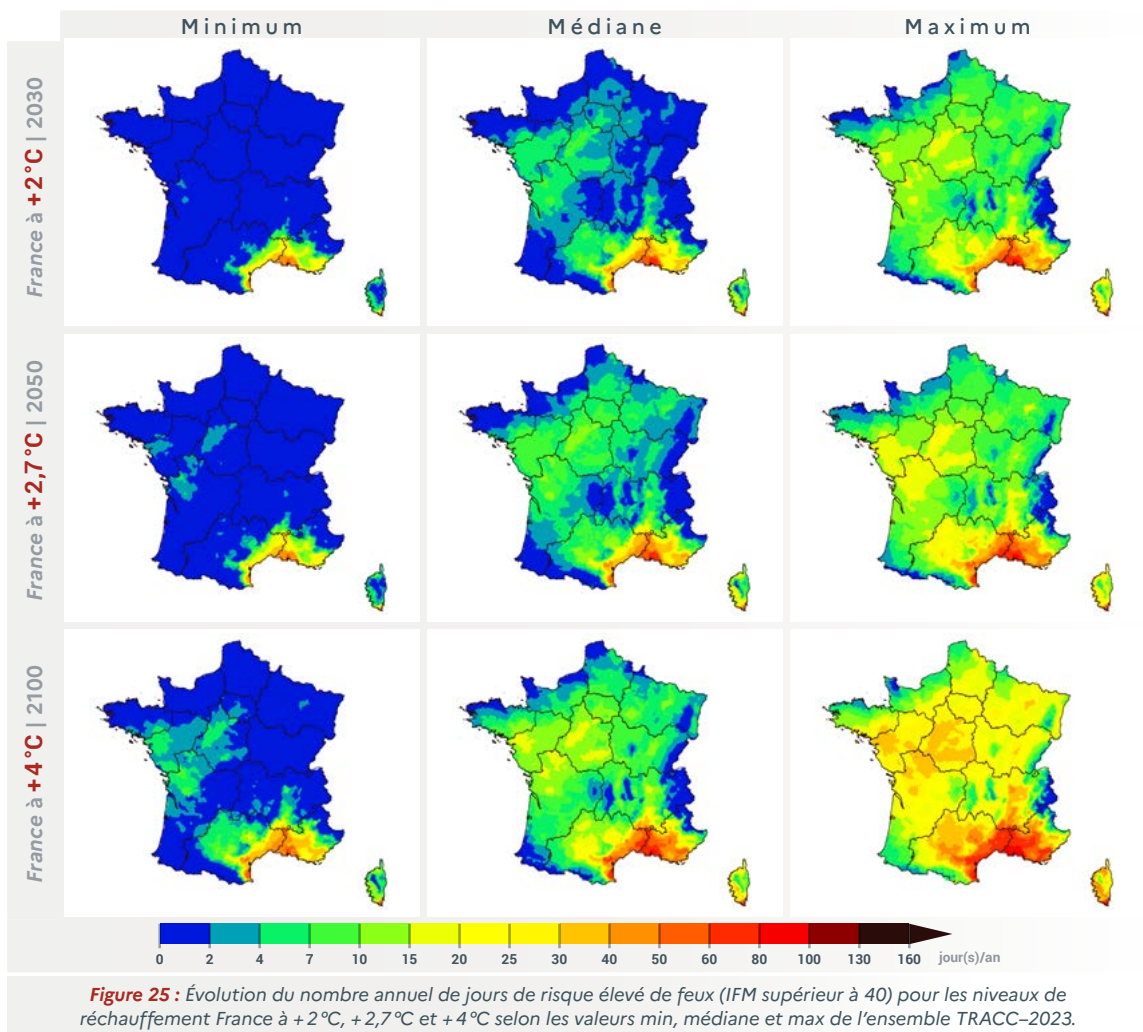 Minimum Médiane Maximum
France à +2°C | 2030
France à +2,7°C | 2050
France à +4°C | 2100
0 2 4 7 10 15 20 25 30 40 50 60 80 100 130 160 jour(s)/an
Figure 25 : Évolution du nombre annuel de jours de risque élevé de feux (IFM supérieur à 40) pour les niveaux de
réchauffement France à +2°C, +2,7°C et +4°C selon les valeurs min, médiane et max de l'ensemble TRACC–2023.